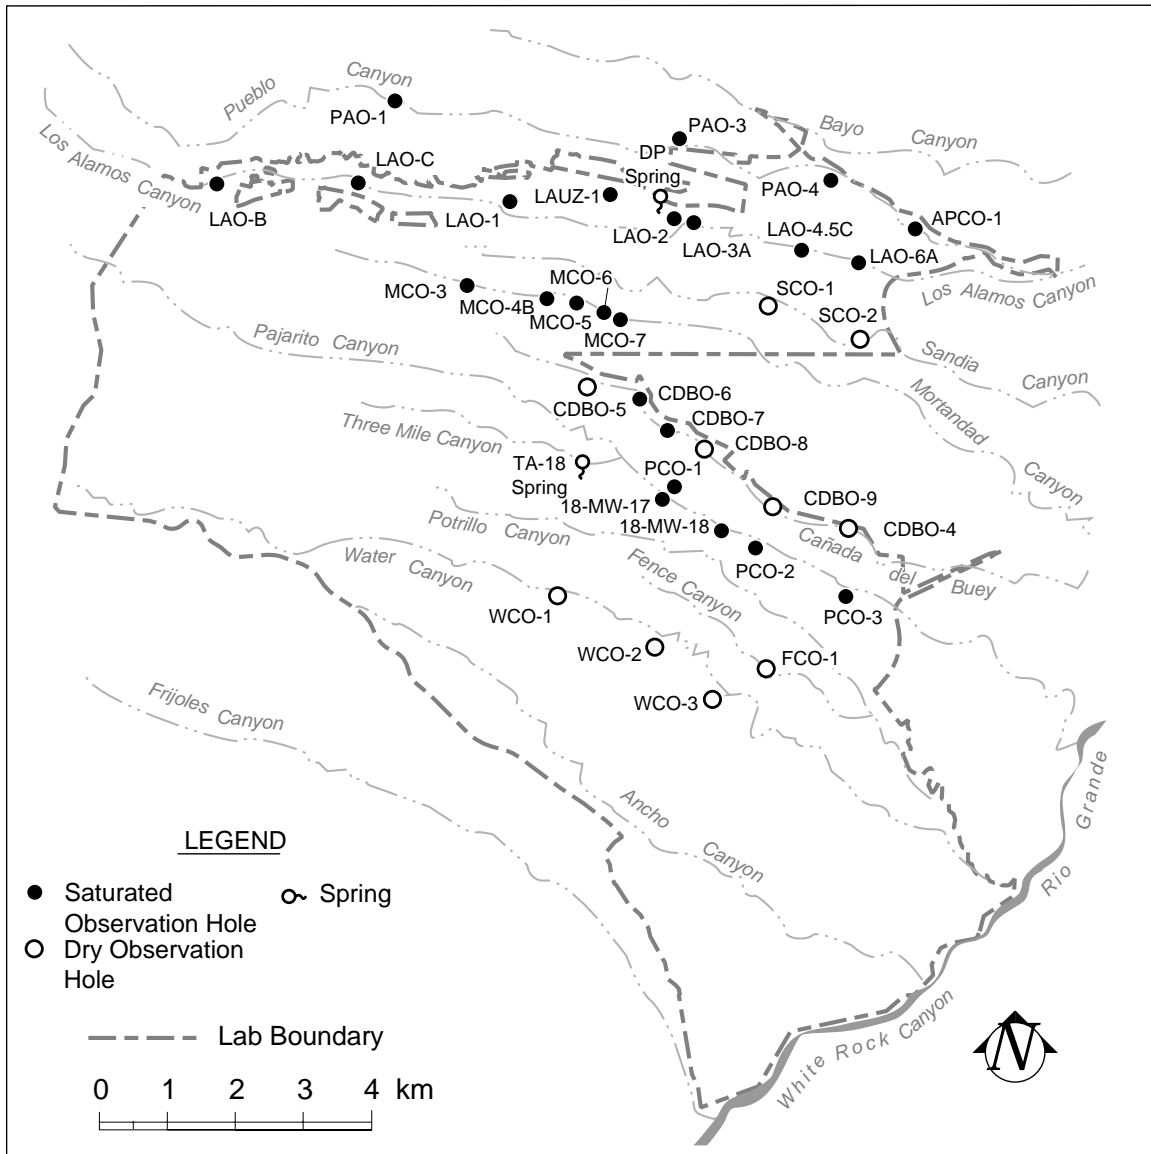 Pueblo Canyon
Bayo Canyon
PAO-1
PAO-3
DP
Spring
Los Alamos Canyon
LAO-C
LAO-B
LAO-1
LAUZ-1
LAO-2
LAO-3A
PAO-4
APCO-1
LAO-4.5C
LAO-6A
Los Alamos Canyon
MCO-3
MCO-4B
MCO-6
MCO-5
MCO-7
SCO-1
SCO-2
Sandia Canyon
Pajarito Canyon
Mortandad Canyon
CDBO-5
CDBO-6
CDBO-7
CDBO-8
Three Mile Canyon
TA-18
Spring
PCO-1
18-MW-17
18-MW-18
CDBO-9
CDBO-4
Potrillo Canyon
Cañada del Buey
Water Canyon
Fence Canyon
PCO-2
PCO-3
WCO-1
WCO-2
FCO-1
WCO-3
Frijoles Canyon
Ancho Canyon
Rio Grande
White Rock Canyon
LEGEND
Saturated
Observation Hole
Spring
Dry Observation
Hole
Lab Boundary
0 1 2 3 4 km
N